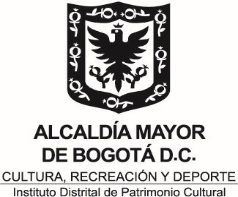 ALCALDÍA MAYOR
DE BOGOTÁ D.C.
CULTURA, RECREACIÓN Y DEPORTE
Instituto Distrital de Patrimonio Cultural